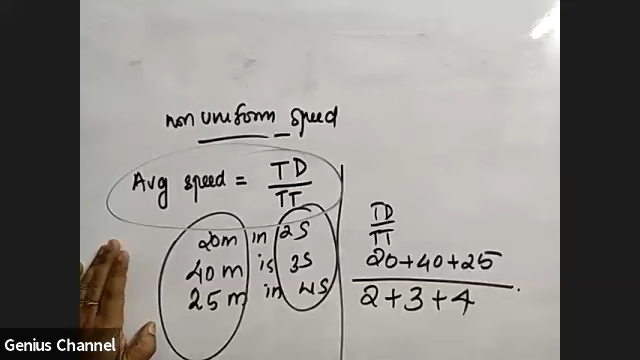 non uniform speed
Avg speed = TD
TT
20m in 2S
40m is 3S
25m in 4S
TD
TT
20+40+25
2+3+4
Genius Channel